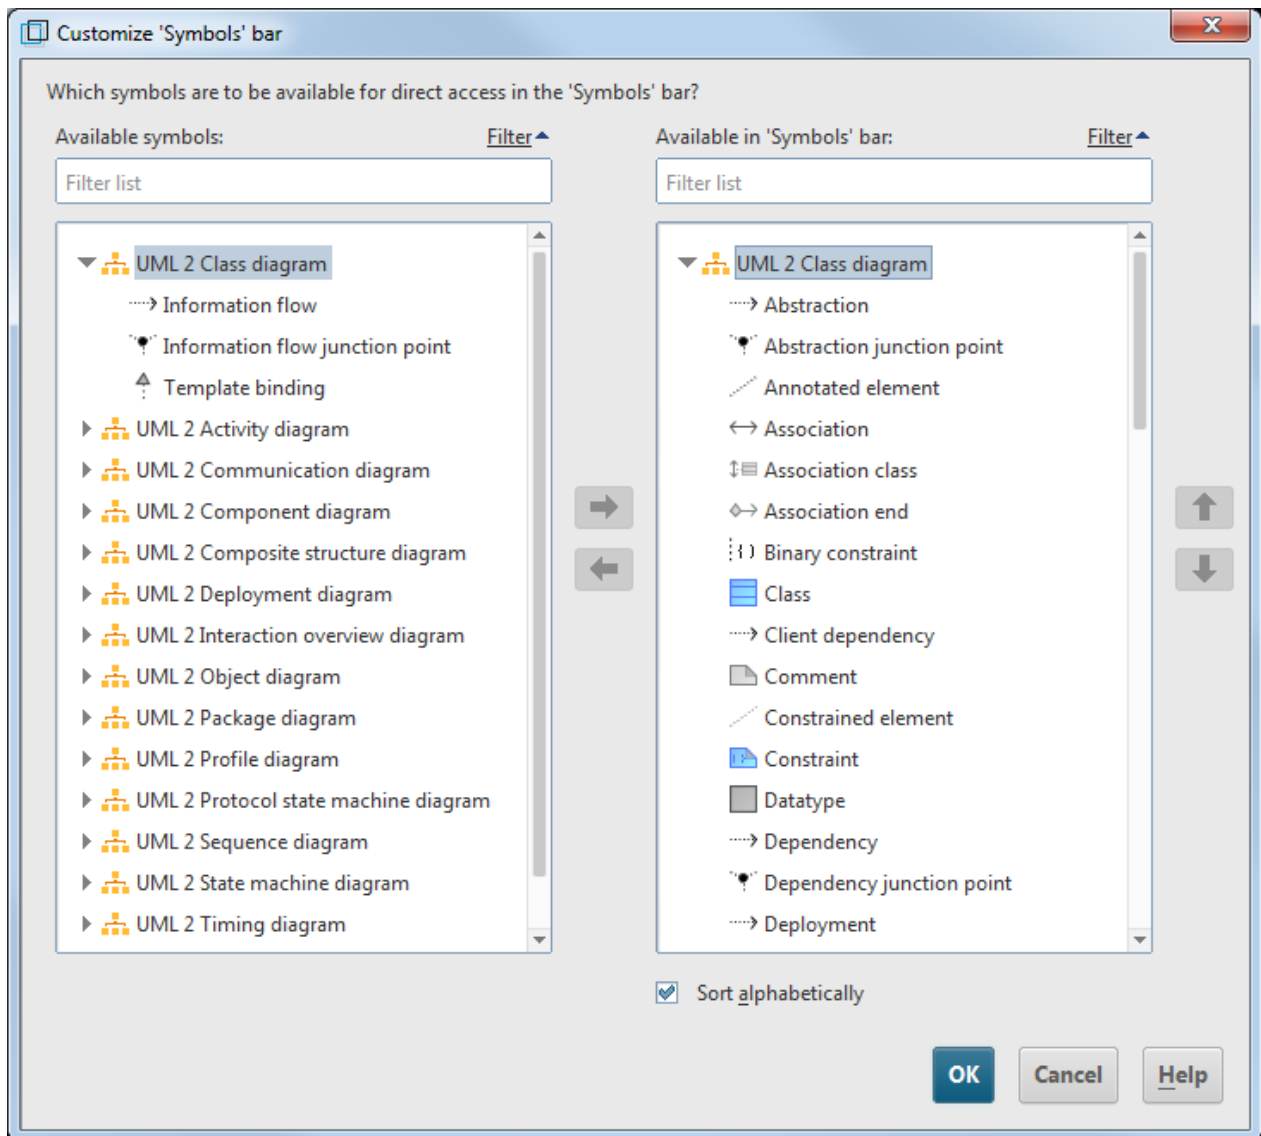 Customize 'Symbols' bar
Which symbols are to be available for direct access in the 'Symbols' bar?
Available symbols:
Filter
Filter list
UML 2 Class diagram
Information flow
Information flow junction point
Template binding
UML 2 Activity diagram
UML 2 Communication diagram
UML 2 Component diagram
UML 2 Composite structure diagram
UML 2 Deployment diagram
UML 2 Interaction overview diagram
UML 2 Object diagram
UML 2 Package diagram
UML 2 Profile diagram
UML 2 Protocol state machine diagram
UML 2 Sequence diagram
UML 2 State machine diagram
UML 2 Timing diagram
Available in 'Symbols' bar:
Filter
Filter list
UML 2 Class diagram
Abstraction
Abstraction junction point
Annotated element
Association
Association class
Association end
Binary constraint
Class
Client dependency
Comment
Constrained element
Constraint
Datatype
Dependency
Dependency junction point
Deployment
Sort alphabetically
OK
Cancel
Help